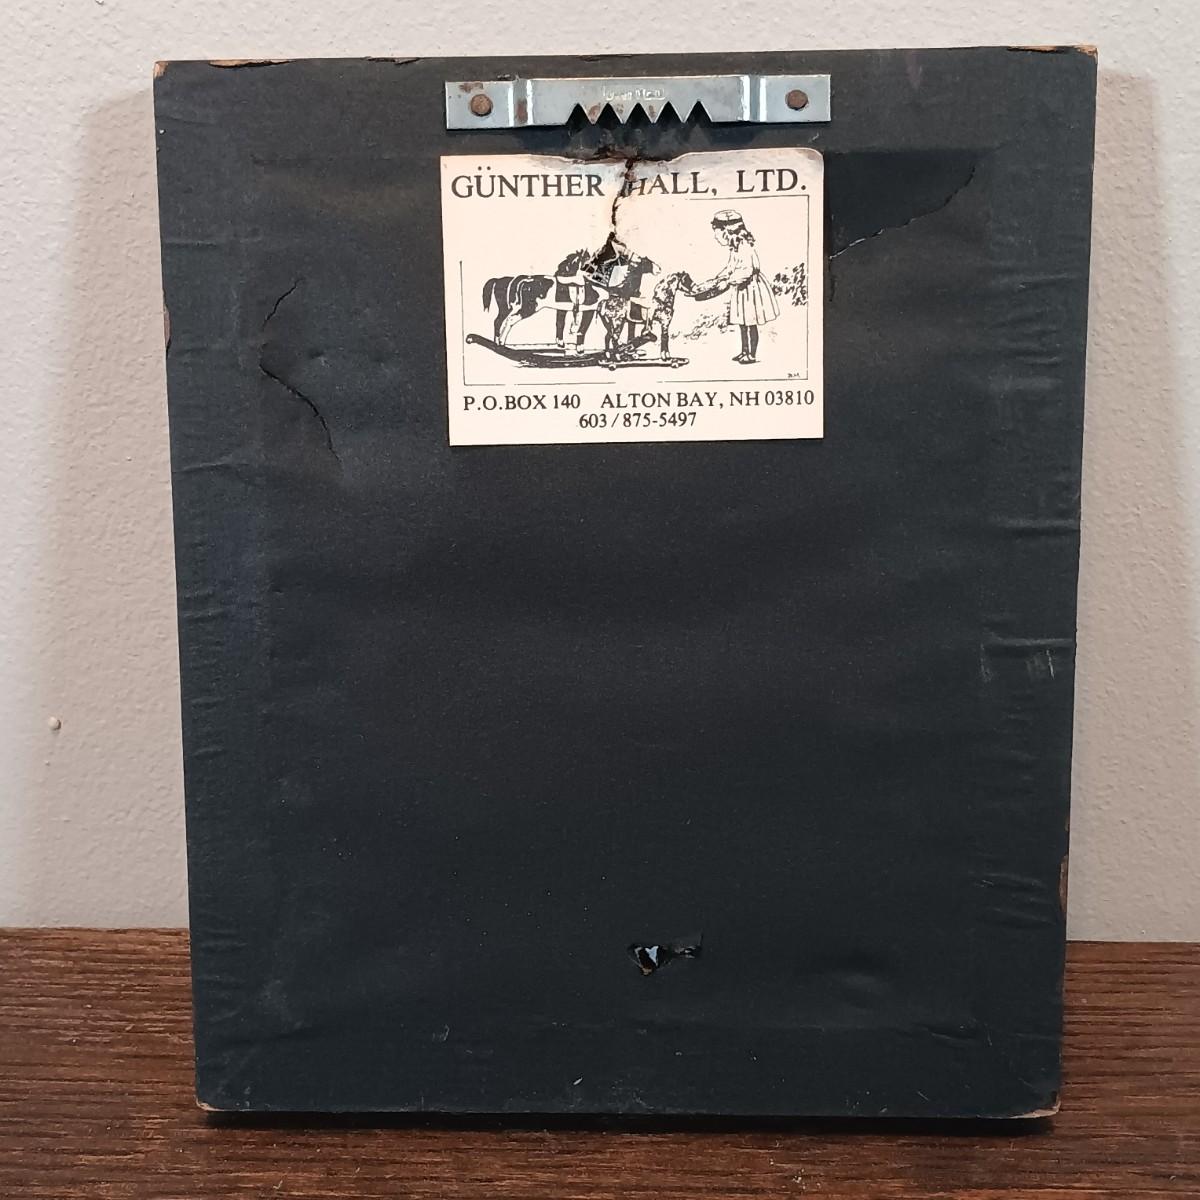 GÜNTHER HALL, LTD.
P.O.BOX 140 ALTON BAY, NH 03810
603/875-5497